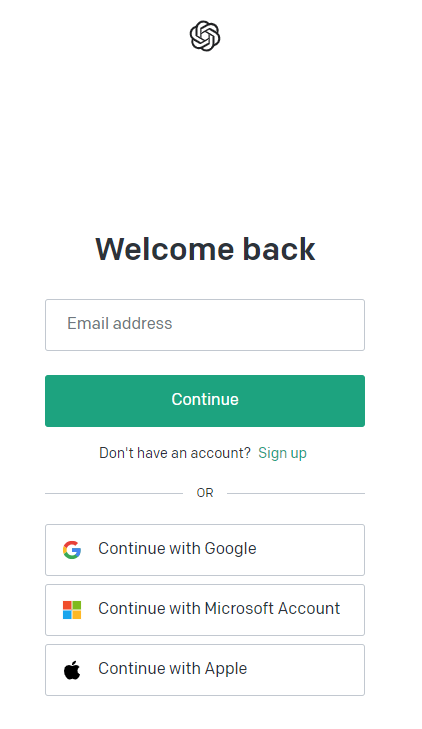 Welcome back
Email address
Continue
Don't have an account? Sign up
OR
Continue with Google
Continue with Microsoft Account
Continue with Apple